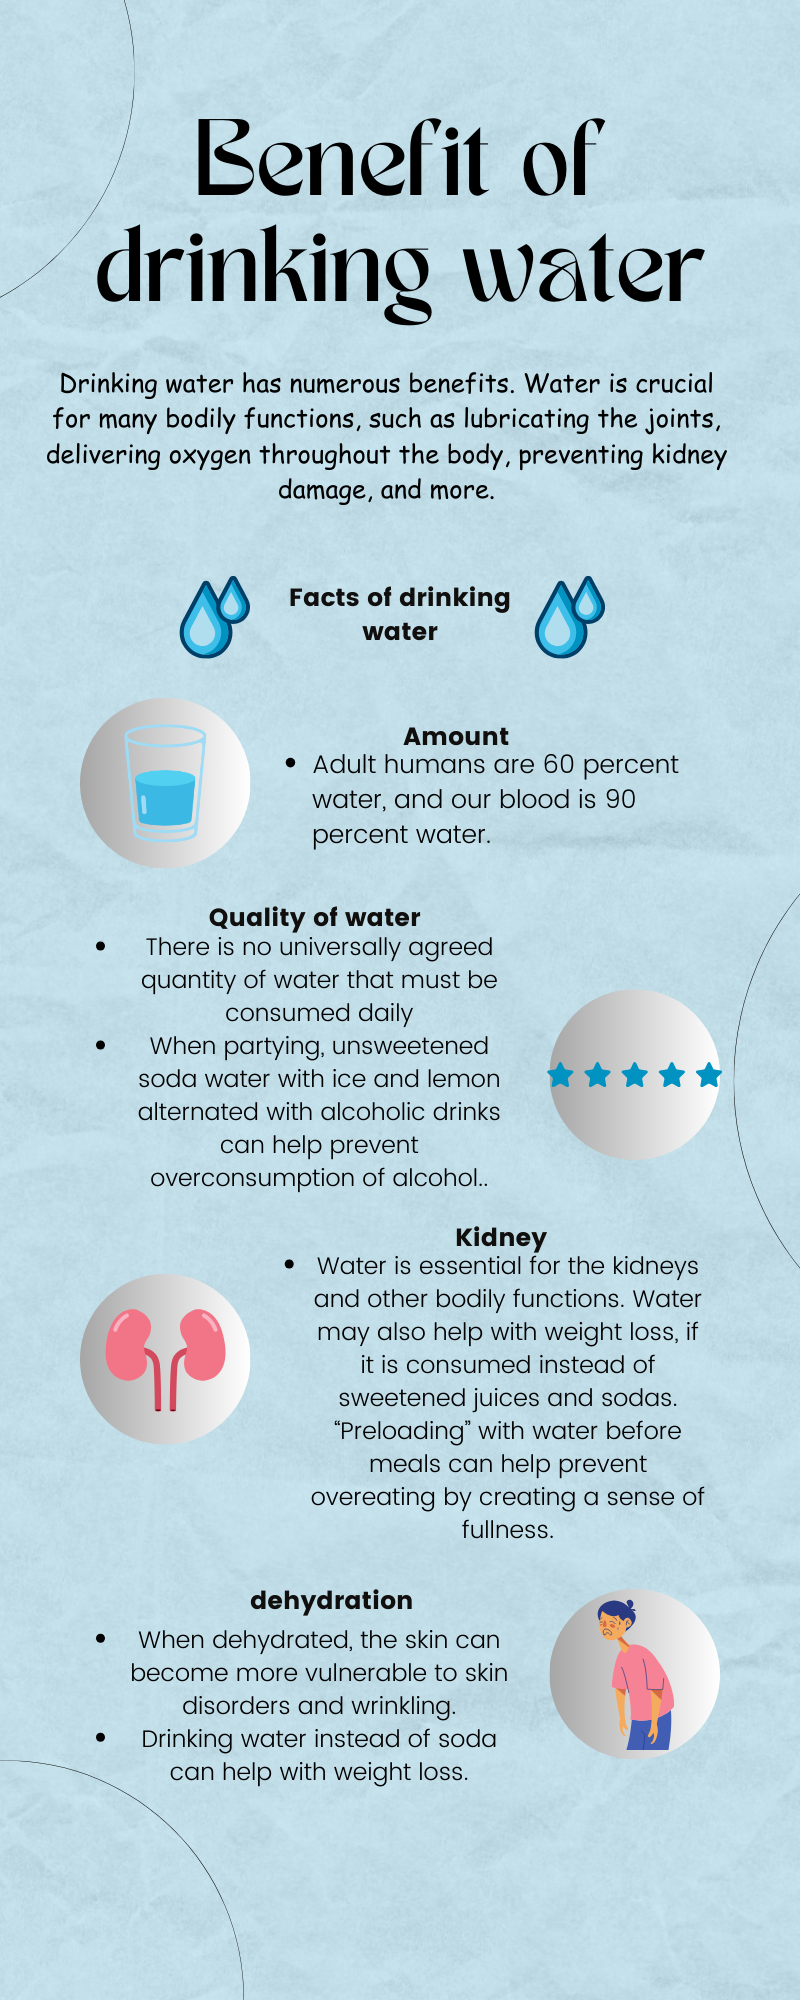 Benefit of
drinking water
Drinking water has numerous benefits. Water is crucial
for many bodily functions, such as lubricating the joints,
delivering oxygen throughout the body, preventing kidney
damage, and more.
Facts of drinking
water
Amount
• Adult humans are 60 percent
water, and our blood is 90
percent water.
Quality of water
• There is no universally agreed
quantity of water that must be
consumed daily
• When partying, unsweetened
soda water with ice and lemon
alternated with alcoholic drinks
can help prevent
overconsumption of alcohol..
Kidney
• Water is essential for the kidneys
and other bodily functions. Water
may also help with weight loss, if
it is consumed instead of
sweetened juices and sodas.
“Preloading” with water before
meals can help prevent
overeating by creating a sense of
fullness.
dehydration
• When dehydrated, the skin can
become more vulnerable to skin
disorders and wrinkling.
• Drinking water instead of soda
can help with weight loss.